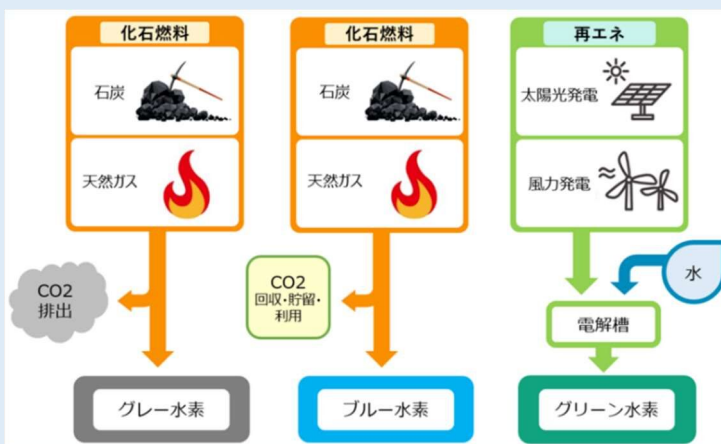 化石燃料
石炭
天然ガス
CO2
排出
グレー水素
化石燃料
石炭
天然ガス
CO2
回収・貯留・
利用
ブルー水素
再エネ
太陽光発電
風力発電
水
電解槽
グリーン水素